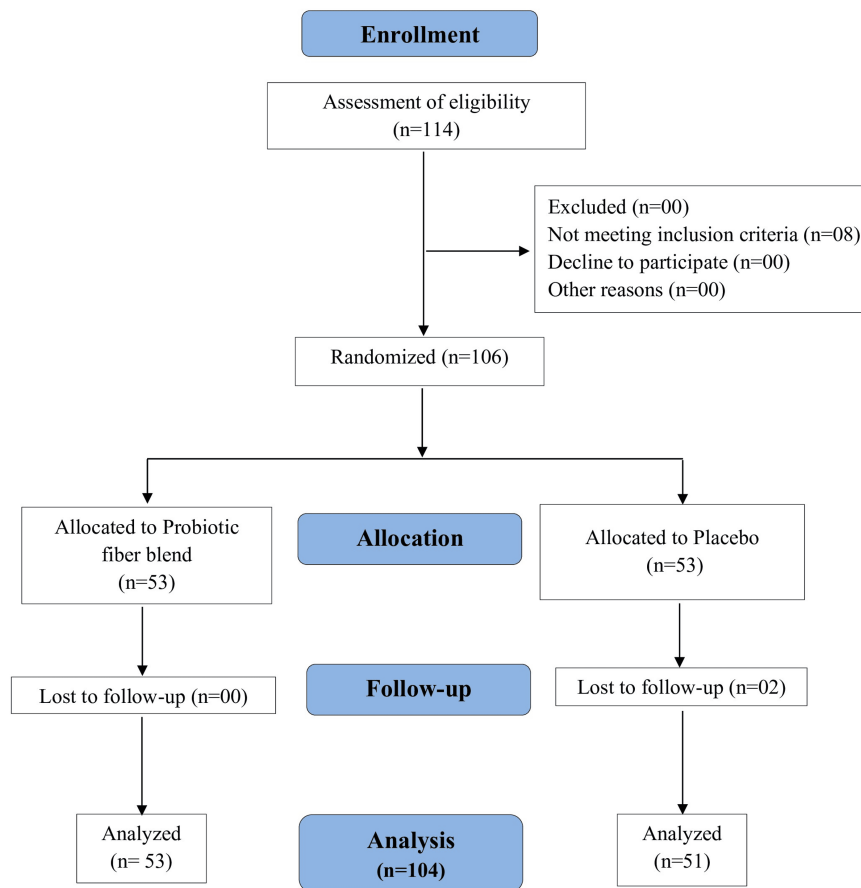 Enrollment
Assessment of eligibility
(n=114)
Excluded (n=00)
Not meeting inclusion criteria (n=08)
Decline to participate (n=00)
Other reasons (n=00)
Randomized (n=106)
Allocated to Probiotic
fiber blend
(n=53)
Allocation
Allocated to Placebo
(n=53)
Lost to follow-up (n=00)
Follow-up
Lost to follow-up (n=02)
Analyzed
(n= 53)
Analysis
(n=104)
Analyzed
(n=51)